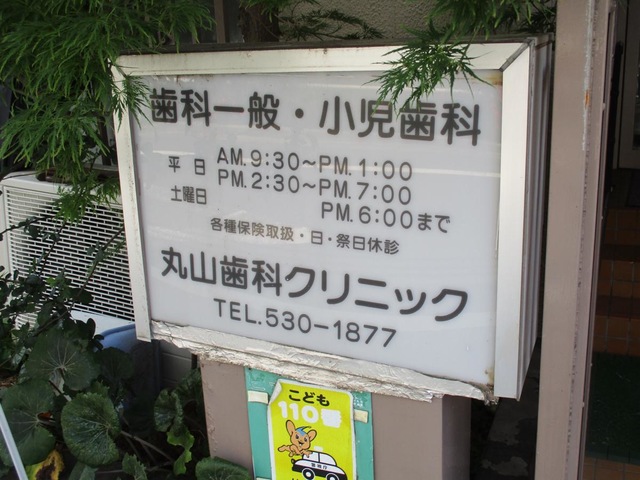 歯科一般・小児歯科
平日 AM.9:30～PM.1:00
PM.2:30～PM.7:00
土曜日 PM.6:00まで
各種保険取扱・日・祭日休診
丸山歯科クリニック
TEL.530-1877
こども
110番
警視庁